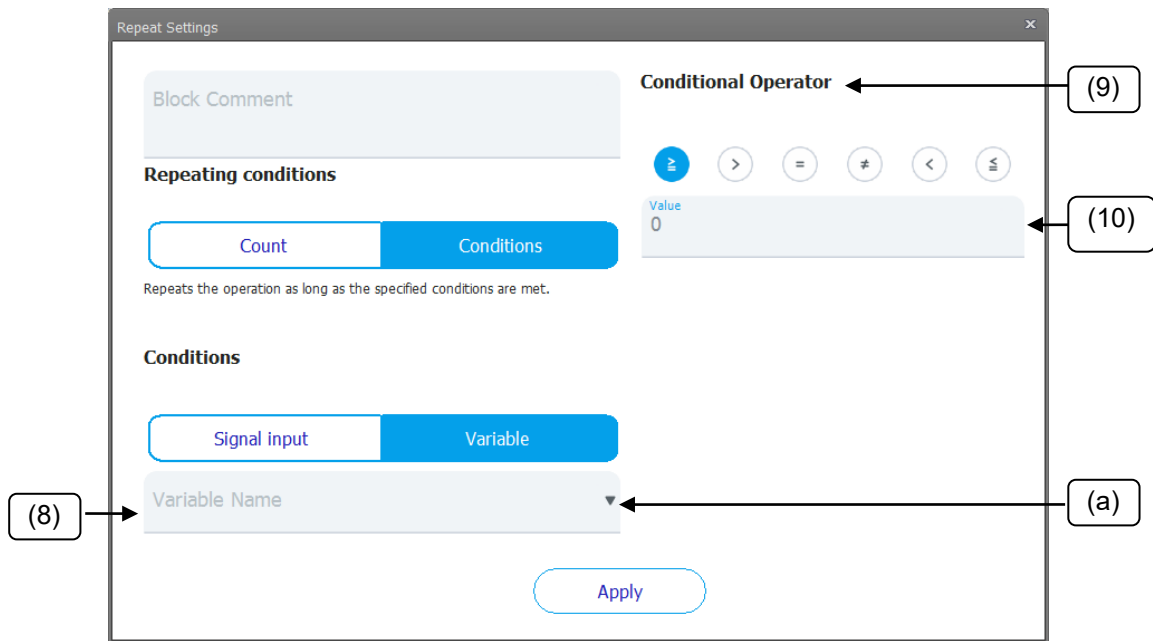 Repeat Settings ×
Block Comment
Repeating conditions
Count Conditions
Repeats the operation as long as the specified conditions are met.
Conditions
Signal input Variable
(8) Variable Name ▼ (a)
Conditional Operator (9)
≧ > = ≠ < ≦
Value
0
(10)
Apply